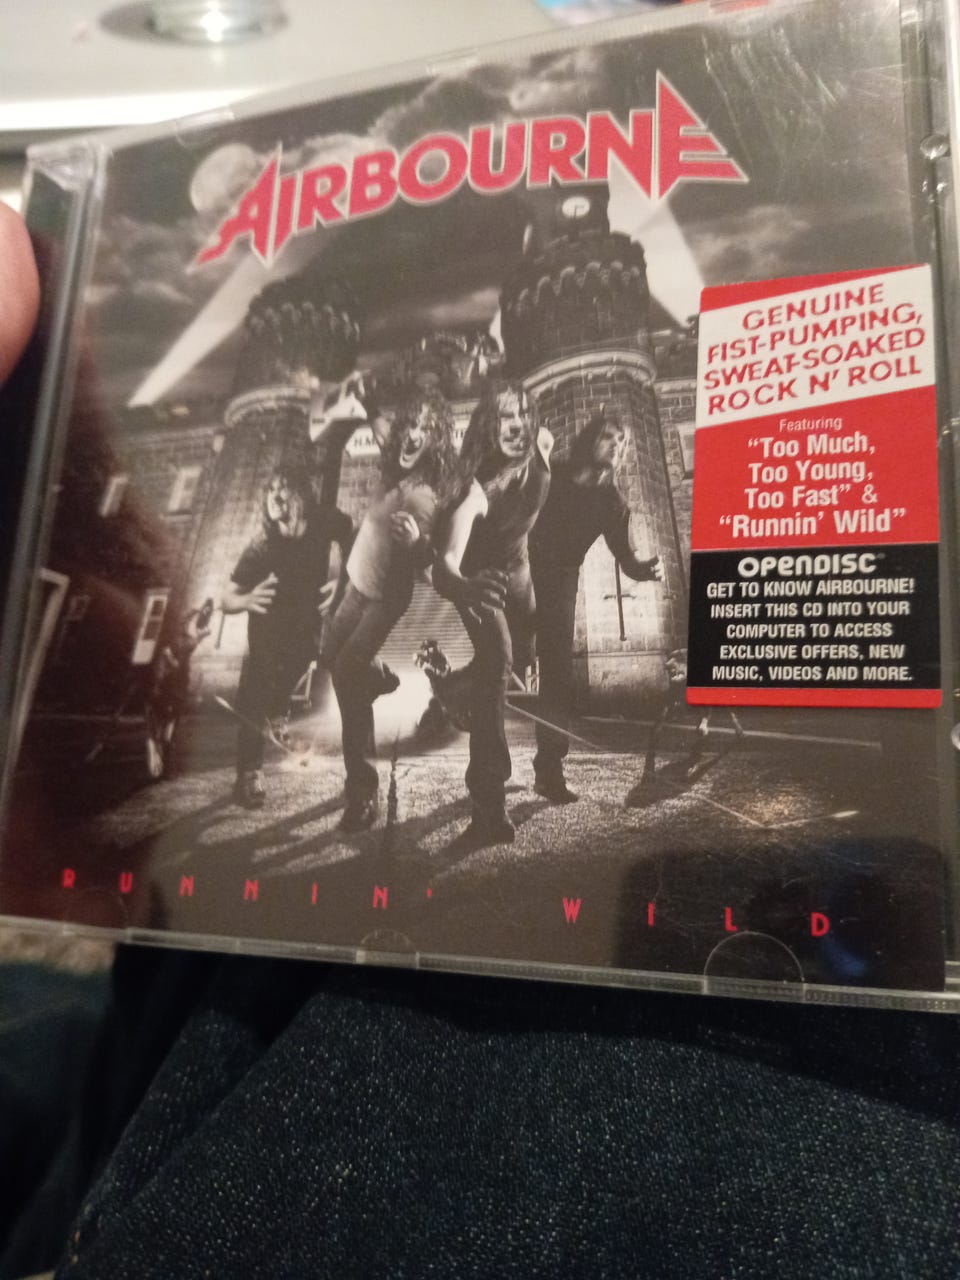 AIRBOURNE
GENUINE
FIST-PUMPING,
SWEAT-SOAKED
ROCK N' ROLL
Featuring
"Too Much,
Too Young,
Too Fast" &
"Runnin' Wild"
OPENDISC
GET TO KNOW AIRBOURNE!
INSERT THIS CD INTO YOUR
COMPUTER TO ACCESS
EXCLUSIVE OFFERS, NEW
MUSIC, VIDEOS AND MORE.
RUNNIN' WILD